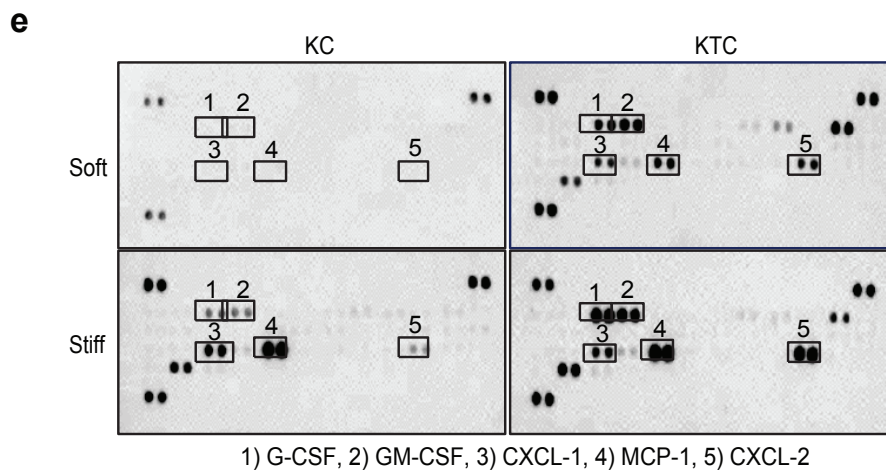 e
KC KTC
1 2 1 2
3 4 5 3 4 5
Soft
1 2 1 2
3 4 5 3 4 5
Stiff
1) G-CSF, 2) GM-CSF, 3) CXCL-1, 4) MCP-1, 5) CXCL-2